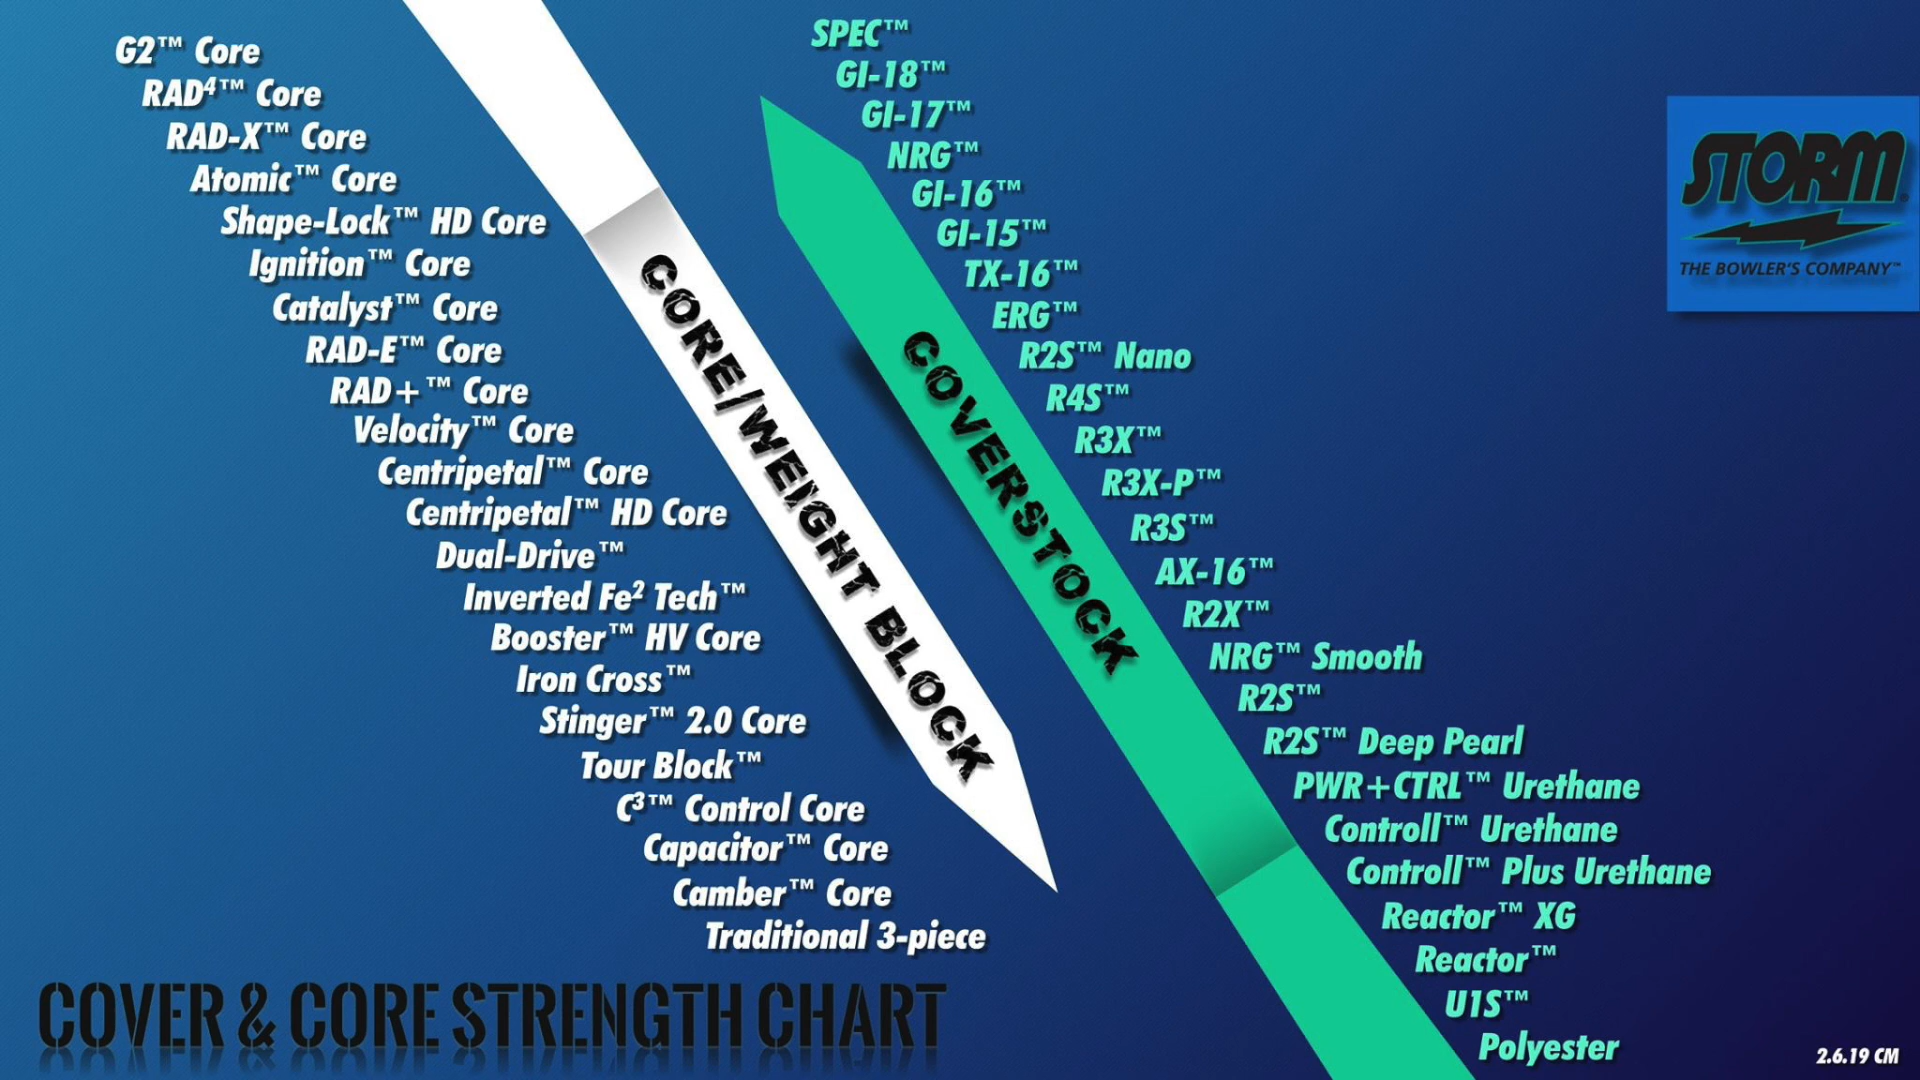 G2™ Core
RAD⁴™ Core
RAD-X™ Core
Atomic™ Core
Shape-Lock™ HD Core
Ignition™ Core
Catalyst™ Core
RAD-E™ Core
RAD+™ Core
Velocity™ Core
Centripetal™ Core
Centripetal™ HD Core
Dual-Drive™
Inverted Fe² Tech™
Booster™ HV Core
Iron Cross™
Stinger™ 2.0 Core
Tour Block™
C³™ Control Core
Capacitor™ Core
Camber™ Core
Traditional 3-piece
CORE/WEIGHT BLOCK
COVERSTOCK
SPEC™
GI-18™
GI-17™
NRG™
GI-16™
GI-15™
TX-16™
ERG™
R2S™ Nano
R4S™
R3X™
R3X-P™
R3S™
AX-16™
R2X™
NRG™ Smooth
R2S™
R2S™ Deep Pearl
PWR+CTRL™ Urethane
Controll™ Urethane
Controll™ Plus Urethane
Reactor™ XG
Reactor™
U1S™
Polyester
STORM®
THE BOWLER'S COMPANY™
COVER & CORE STRENGTH CHART
2.6.19 CM